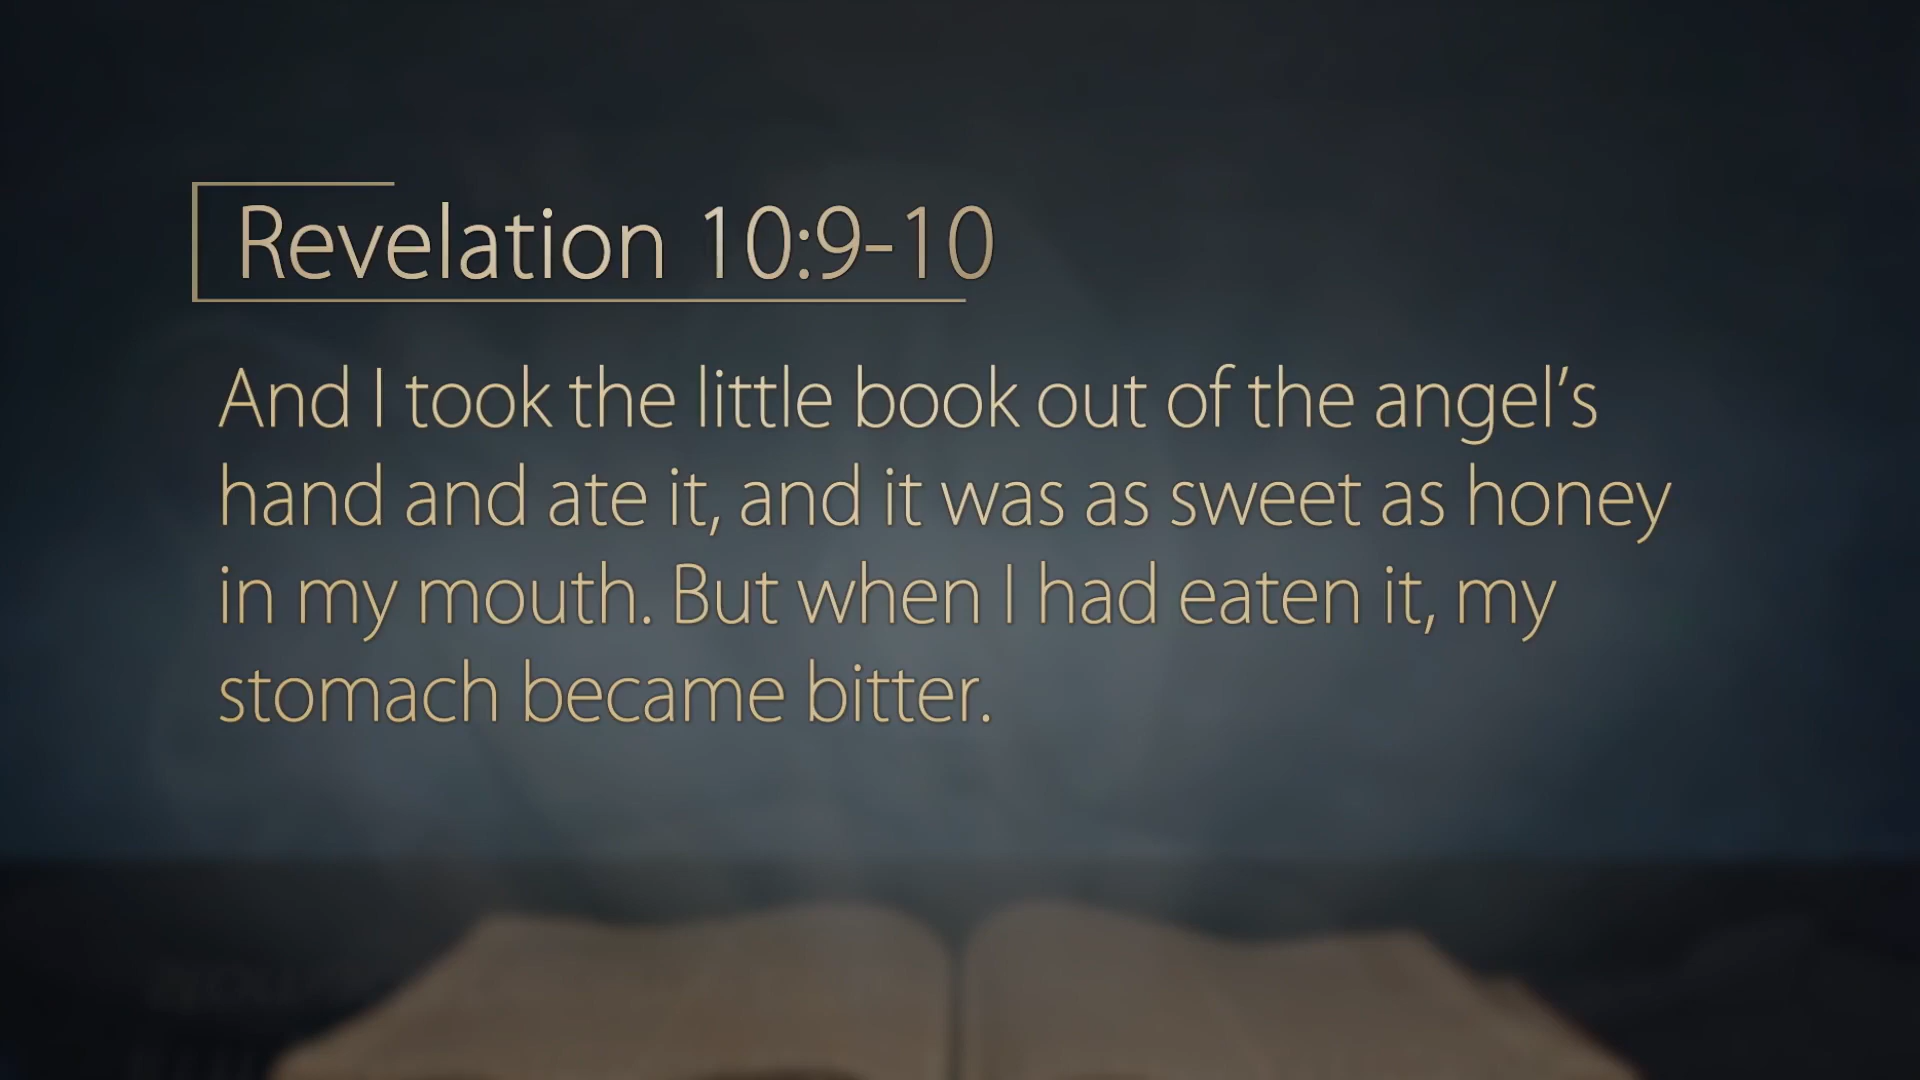 Revelation 10:9-10
And I took the little book out of the angel’s
hand and ate it, and it was as sweet as honey
in my mouth. But when I had eaten it, my
stomach became bitter.